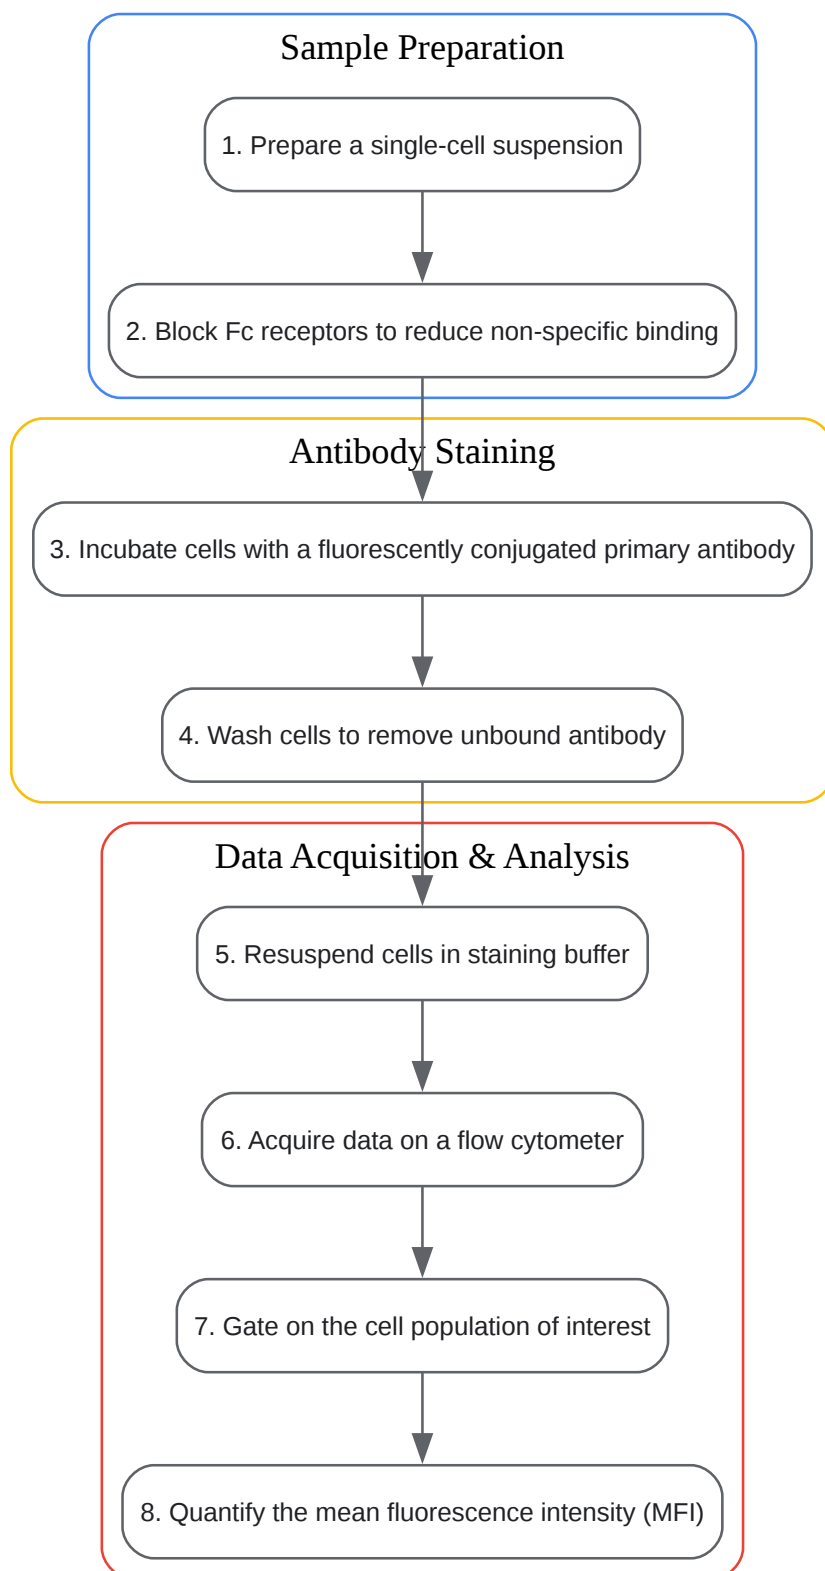 Sample Preparation
1. Prepare a single-cell suspension
2. Block Fc receptors to reduce non-specific binding
Antibody Staining
3. Incubate cells with a fluorescently conjugated primary antibody
4. Wash cells to remove unbound antibody
Data Acquisition & Analysis
5. Resuspend cells in staining buffer
6. Acquire data on a flow cytometer
7. Gate on the cell population of interest
8. Quantify the mean fluorescence intensity (MFI)